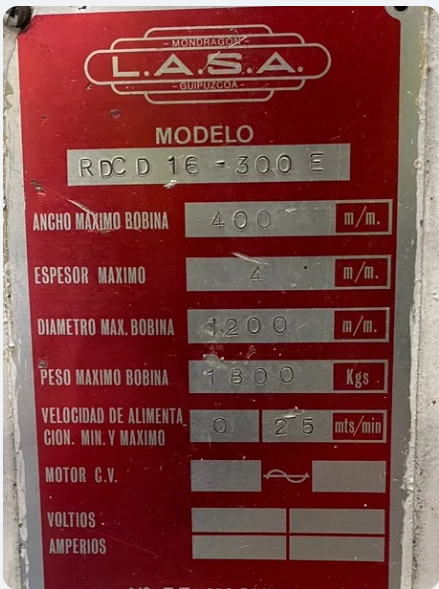 MONDRAGON
L.A.S.A.
GUIPUZCOA
MODELO
RDC D 16 - 300 E
ANCHO MAXIMO BOBINA 400 m/m.
ESPESOR MAXIMO 4 m/m.
DIAMETRO MAX. BOBINA 1200 m/m.
PESO MAXIMO BOBINA 1800 Kgs
VELOCIDAD DE ALIMENTA
CION. MIN. Y MAXIMO 0 25 mts/min
MOTOR C.V.
VOLTIOS
AMPERIOS